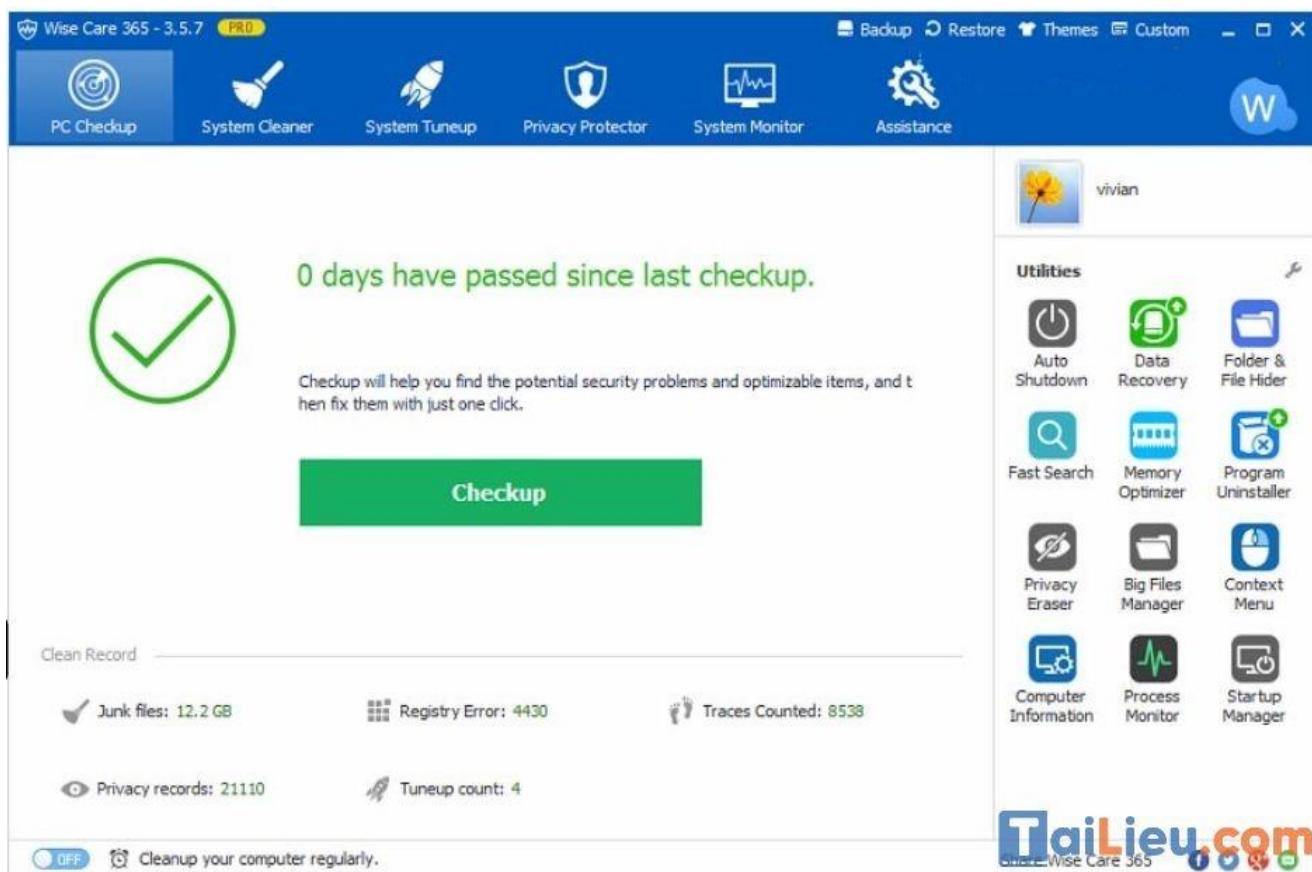 Wise Care 365 - 3.5.7 PRO
Backup Restore Themes Custom
PC Checkup
System Cleaner
System Tuneup
Privacy Protector
System Monitor
Assistance
W
vivian
0 days have passed since last checkup.
Checkup will help you find the potential security problems and optimizable items, and t
hen fix them with just one click.
Checkup
Utilities
Auto
Shutdown
Data
Recovery
Folder &
File Hider
Fast Search
Memory
Optimizer
Program
Uninstaller
Privacy
Eraser
Big Files
Manager
Context
Menu
Computer
Information
Process
Monitor
Startup
Manager
Clean Record
Junk files: 12.2 GB
Registry Error: 4430
Traces Counted: 8538
Privacy records: 21110
Tuneup count: 4
OFF
Cleanup your computer regularly.
TaiLieu.com
Share Wise Care 365